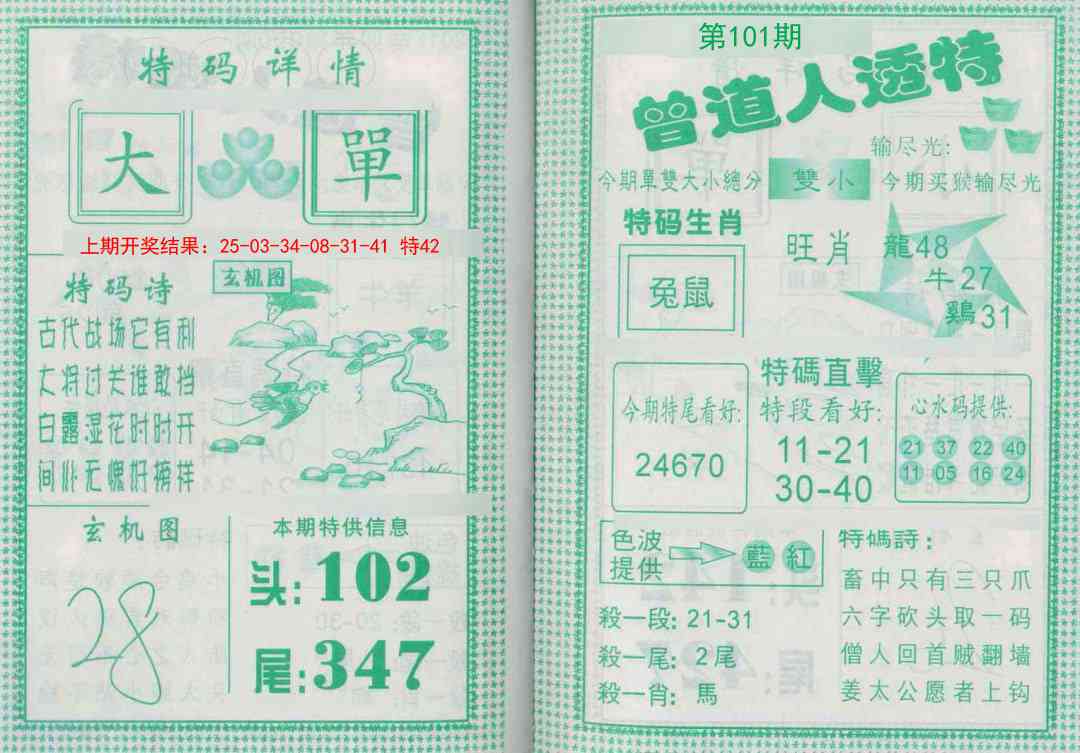 特码详情
大 單
上期开奖结果：25-03-34-08-31-41 特42
特码诗
古代战场它有利
大将过关谁敢挡
白露湿花时时开
问卦无愧好榜样
玄机图
玄机图
28
本期特供信息
头:102
尾:347
第101期
曾道人透特
输尽光:
今期單雙大小總分 雙小 今期买猴输尽光
特码生肖
兔鼠
旺肖
龍48
牛27
鷄31
今期特尾看好:
24670
特碼直擊
特段看好:
11-21
30-40
心水码提供:
21 37 22 40
11 05 16 24
色波
提供
藍 紅
殺一段: 21-31
殺一尾: 2尾
殺一肖: 馬
特碼詩:
畜中只有三只爪
六字砍头取一码
僧人回首贼翻墙
姜太公愿者上钩